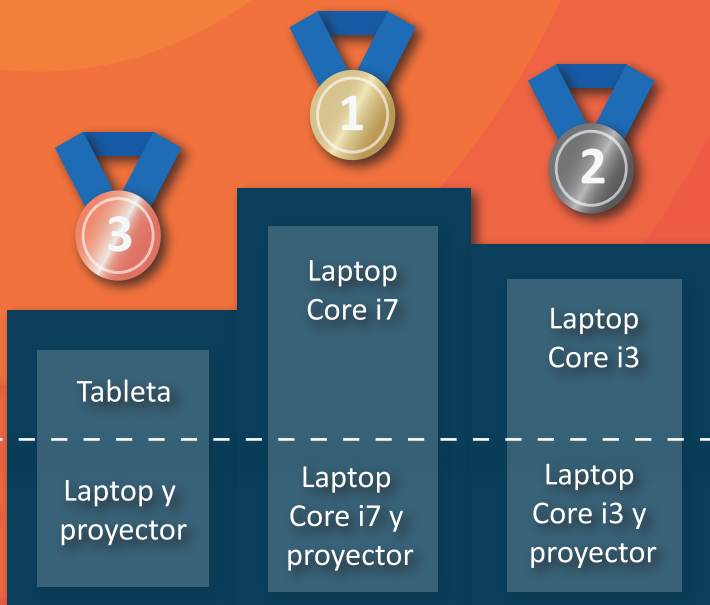 1
2
3
Laptop
Core i7
Laptop
Core i3
Tableta
Laptop
Core i7 y
proyector
Laptop
Core i3 y
proyector
Laptop y
proyector